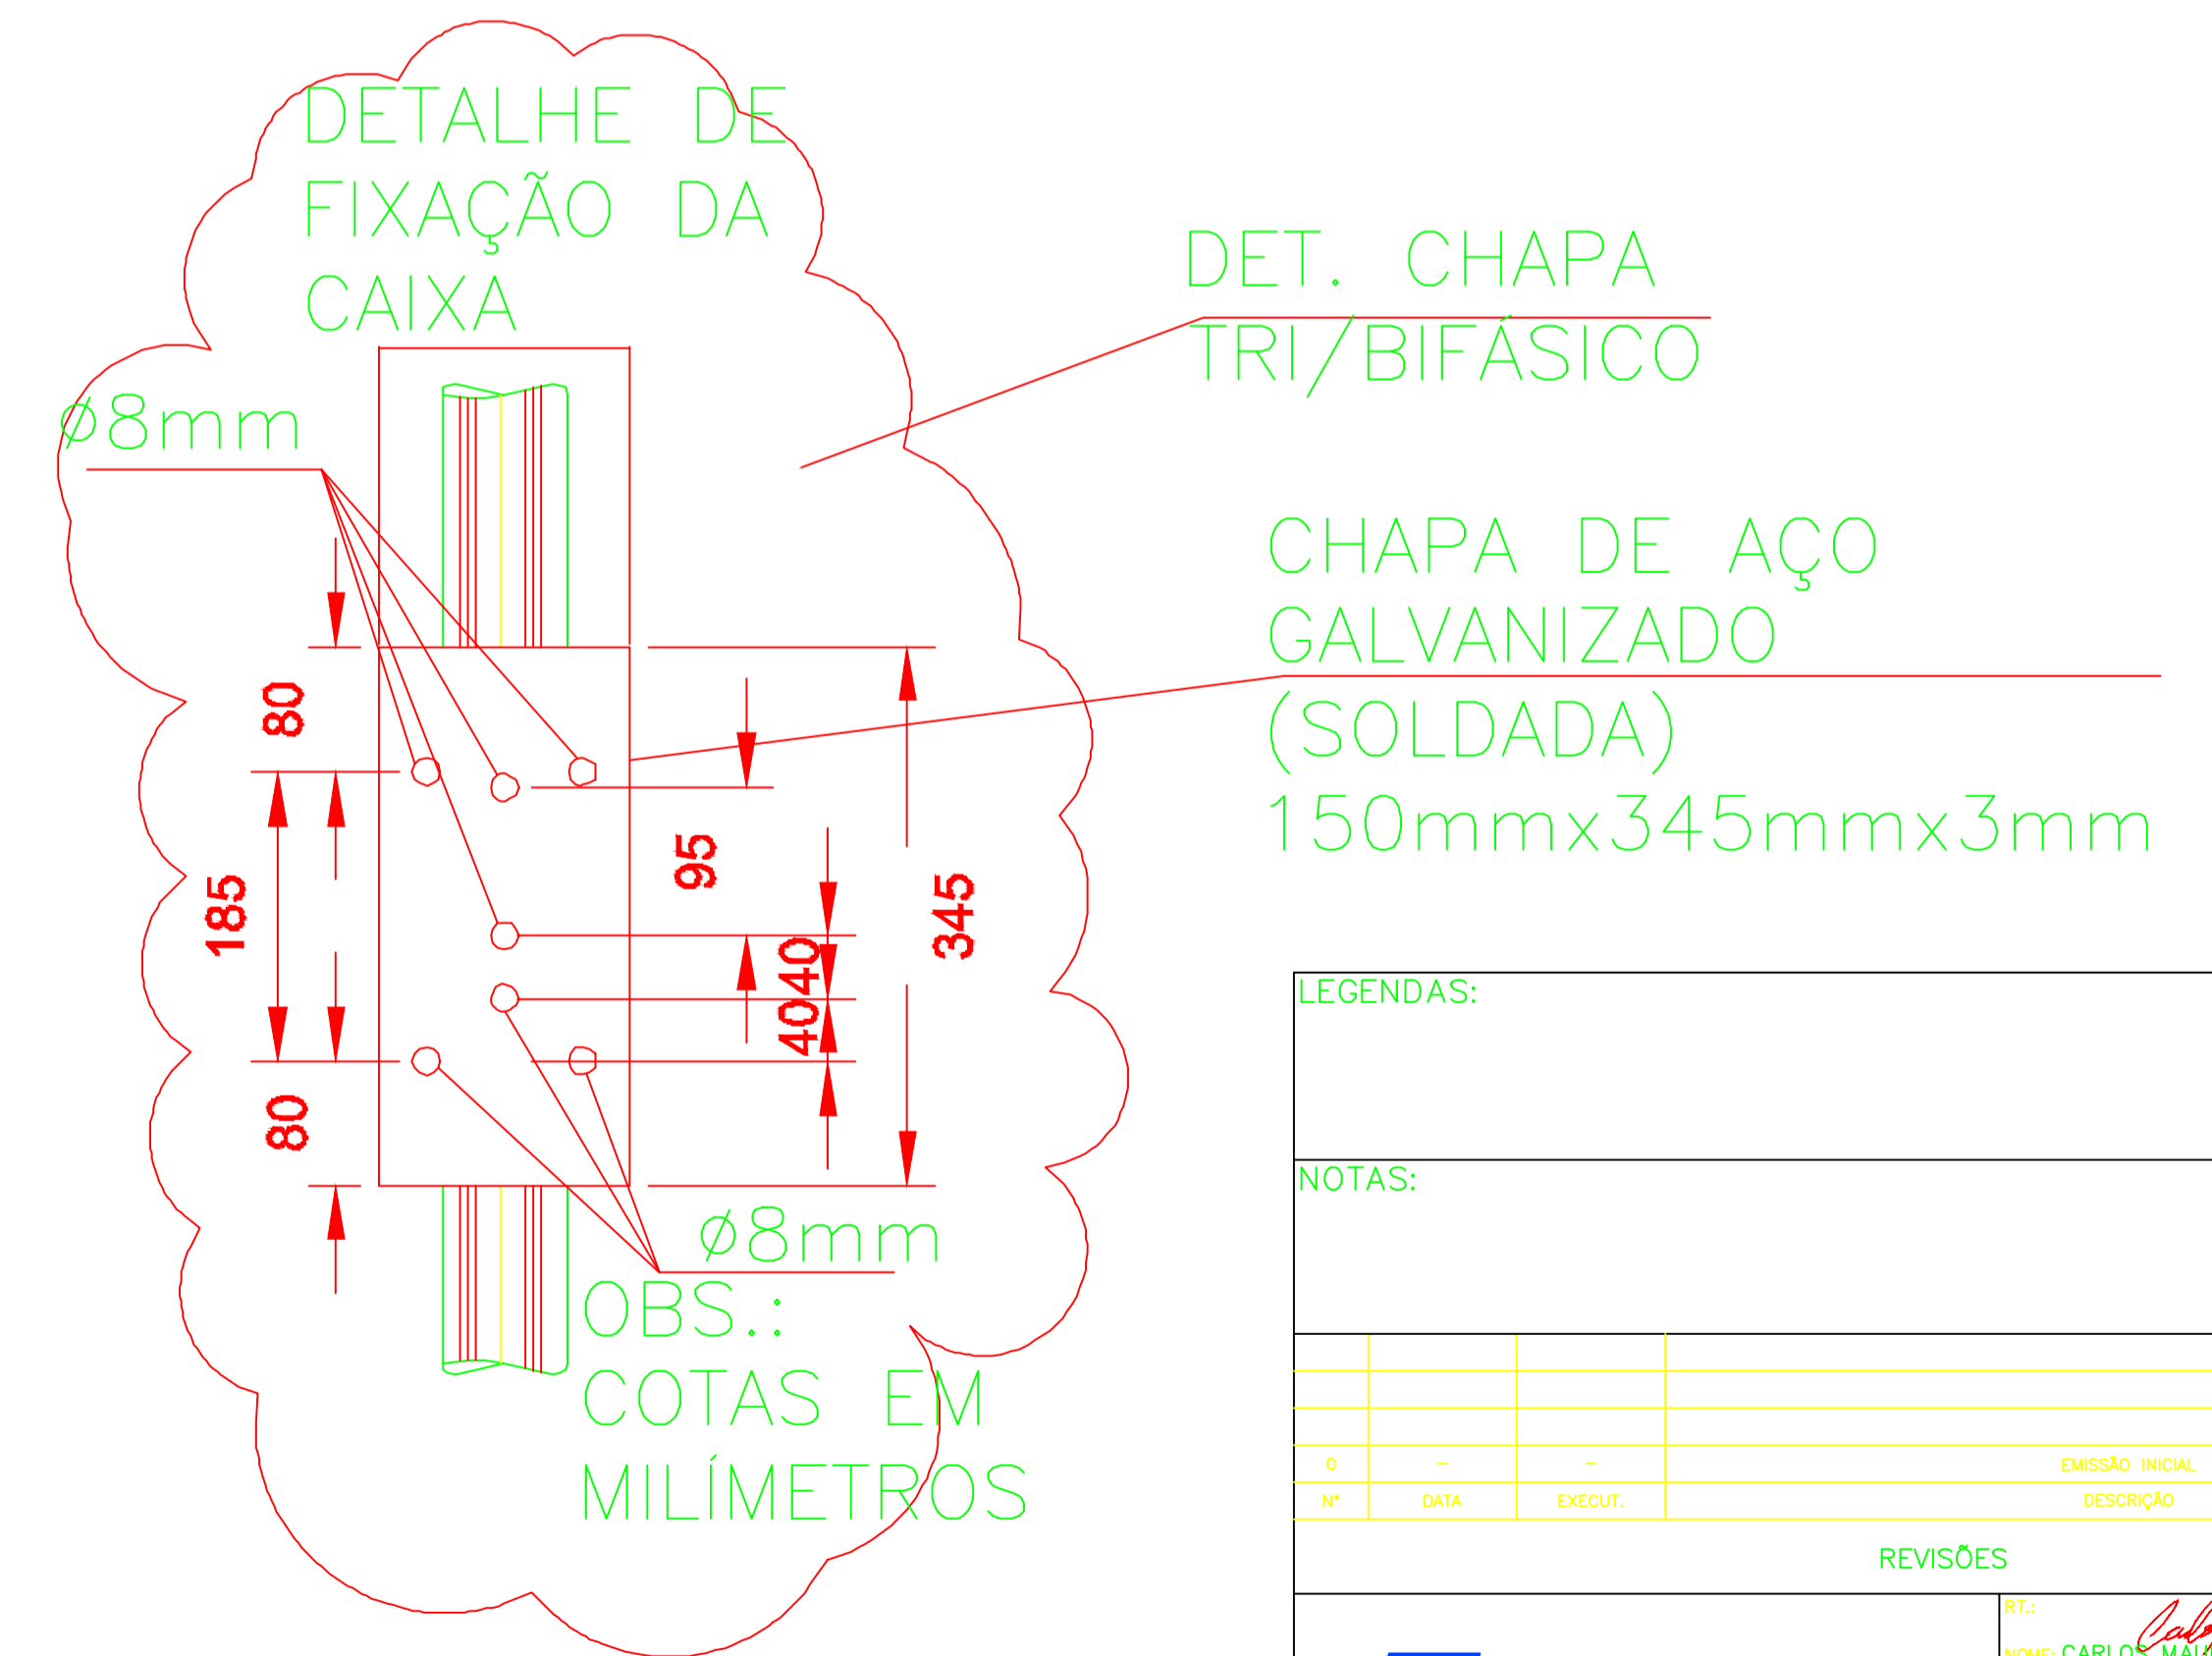 DETALHE DE
FIXAÇÃO DA
CAIXA
DET. CHAPA
TRI/BIFÁSICO
Ø8mm
CHAPA DE AÇO
GALVANIZADO
(SOLDADA)
150mmx345mmx3mm
80
185
80
95
40
40
345
Ø8mm
OBS.:
COTAS EM
MILÍMETROS
LEGENDAS:
NOTAS:
0 - - EMISSÃO INICIAL
N° DATA EXECUT. DESCRIÇÃO
REVISÕES
RT.:
NOME: CARLOS